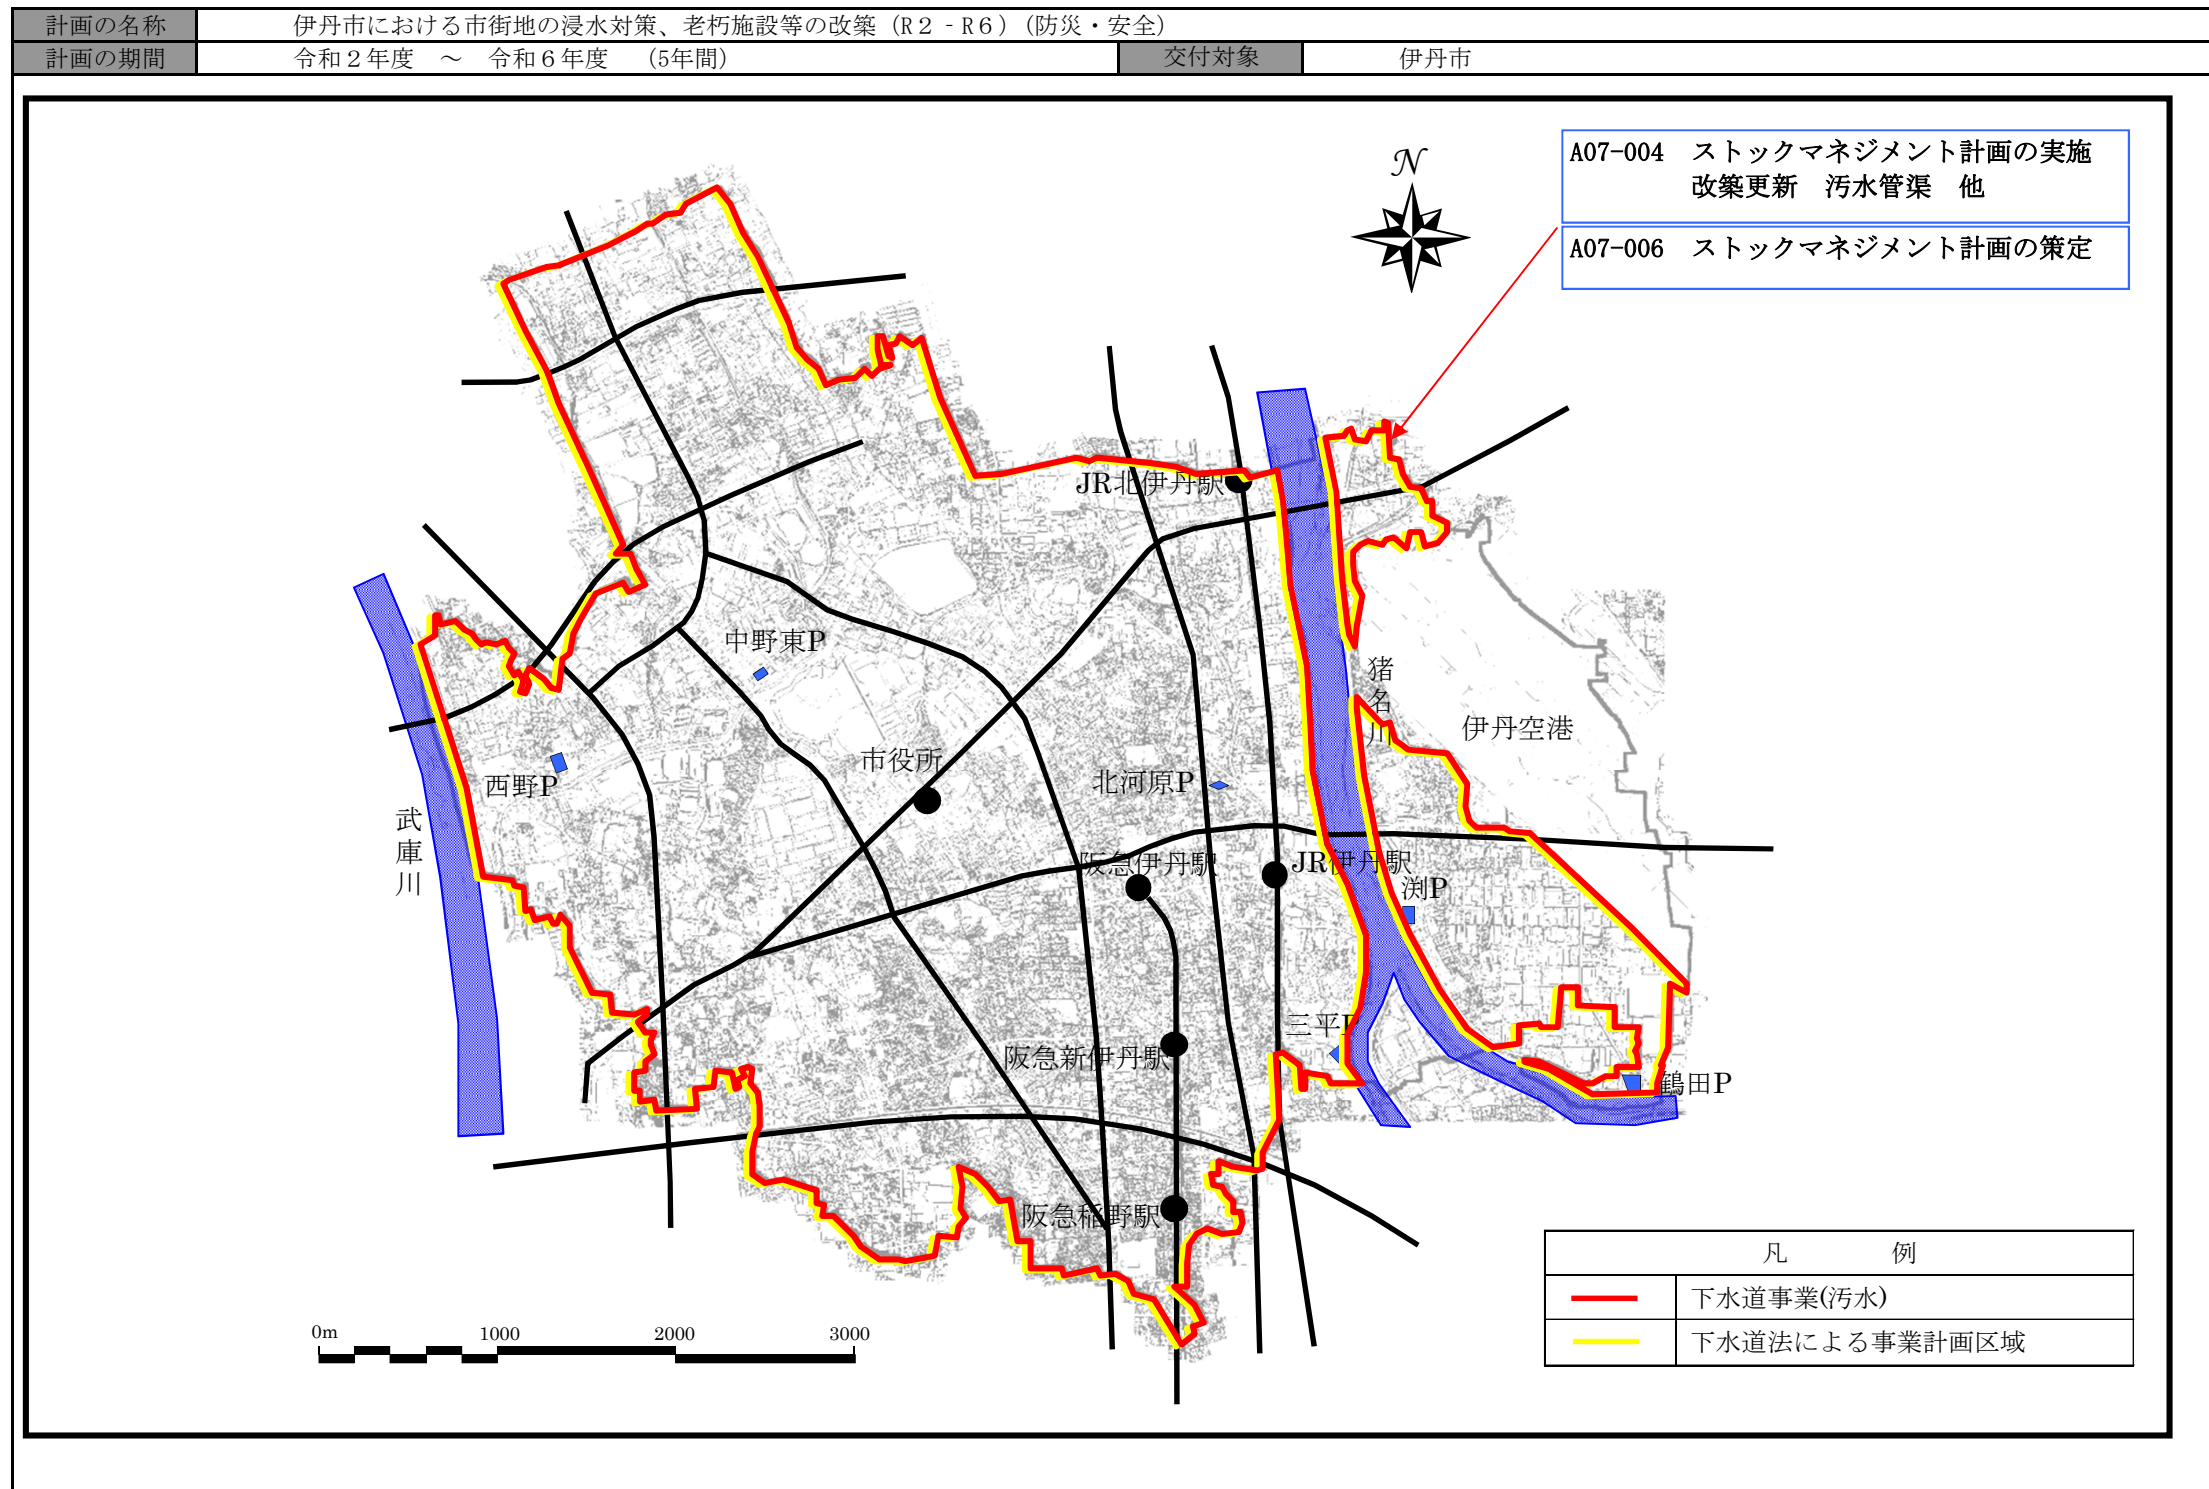 計画の名称 伊丹市における市街地の浸水対策、老朽施設等の改築（R２‐R６）（防災・安全）
計画の期間 令和２年度　～　令和６年度　（5年間） 交付対象 伊丹市
N
A07-004　ストックマネジメント計画の実施
改築更新　汚水管渠　他
A07-006　ストックマネジメント計画の策定
JR北伊丹駅
中野東P
猪名川
伊丹空港
市役所
西野P
北河原P
武庫川
阪急伊丹駅
JR伊丹駅
渕P
三平P
阪急新伊丹駅
鶴田P
阪急稲野駅
凡　例
下水道事業(汚水)
下水道法による事業計画区域
0m 1000 2000 3000